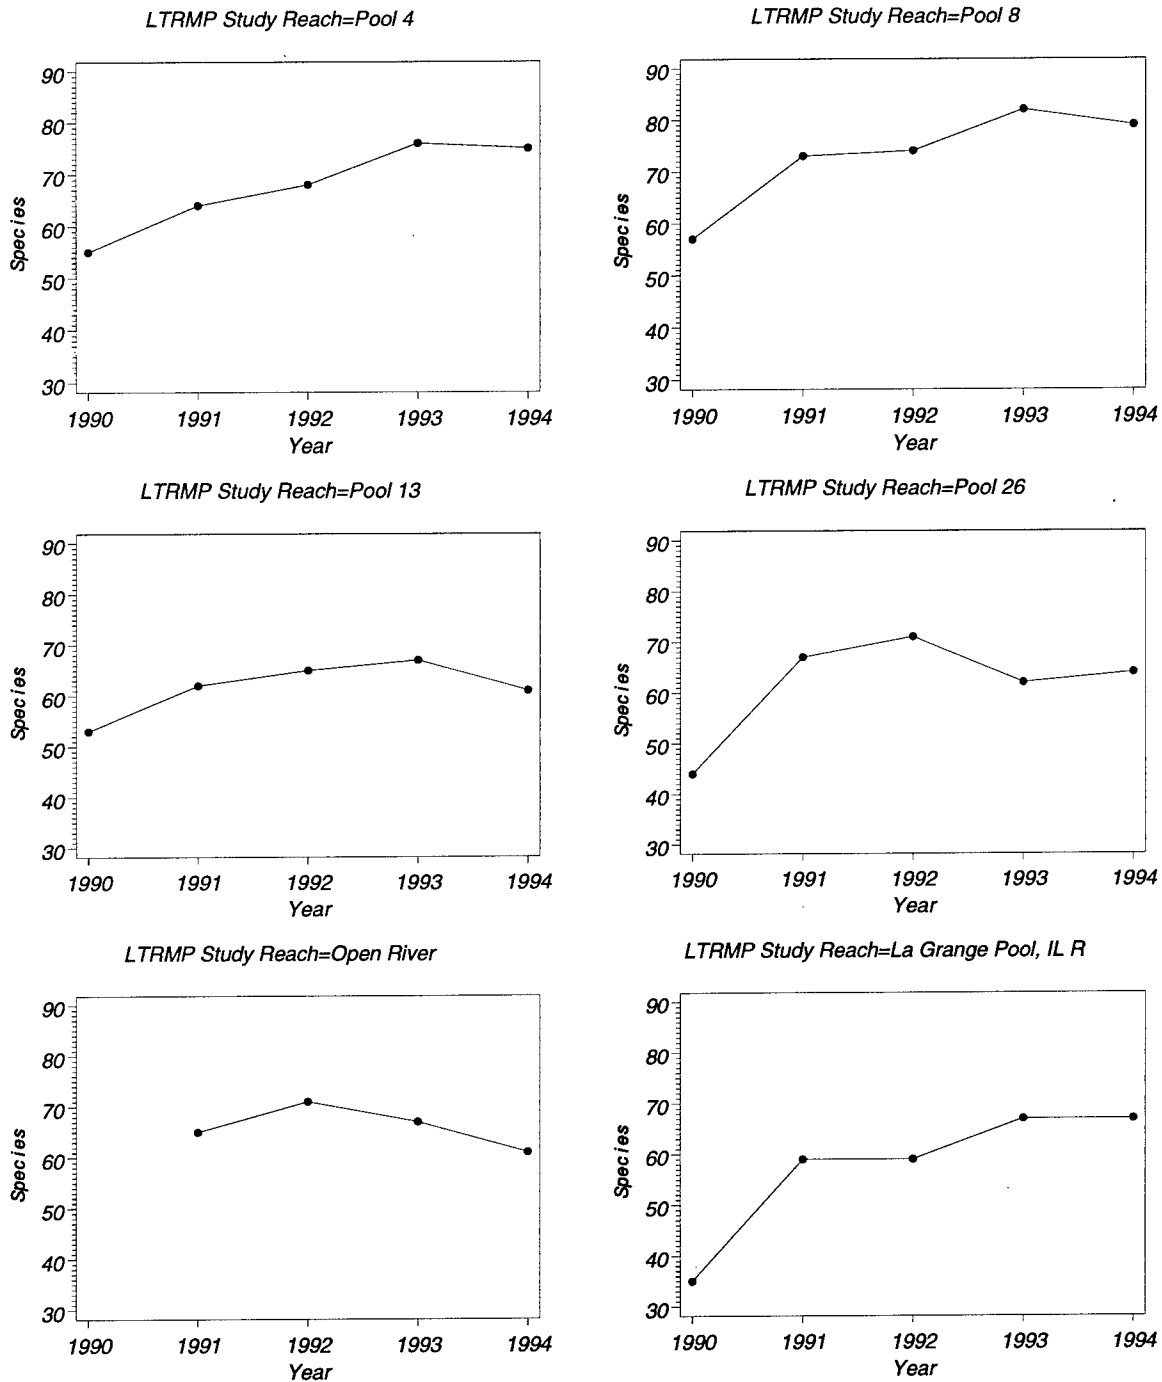 LTRMP Study Reach=Pool 4
90
80
70
60
50
40
30
Species
1990 1991 1992 1993 1994
Year
LTRMP Study Reach=Pool 8
90
80
70
60
50
40
30
Species
1990 1991 1992 1993 1994
Year
LTRMP Study Reach=Pool 13
90
80
70
60
50
40
30
Species
1990 1991 1992 1993 1994
Year
LTRMP Study Reach=Pool 26
90
80
70
60
50
40
30
Species
1990 1991 1992 1993 1994
Year
LTRMP Study Reach=Open River
90
80
70
60
50
40
30
Species
1990 1991 1992 1993 1994
Year
LTRMP Study Reach=La Grange Pool, IL R
90
80
70
60
50
40
30
Species
1990 1991 1992 1993 1994
Year